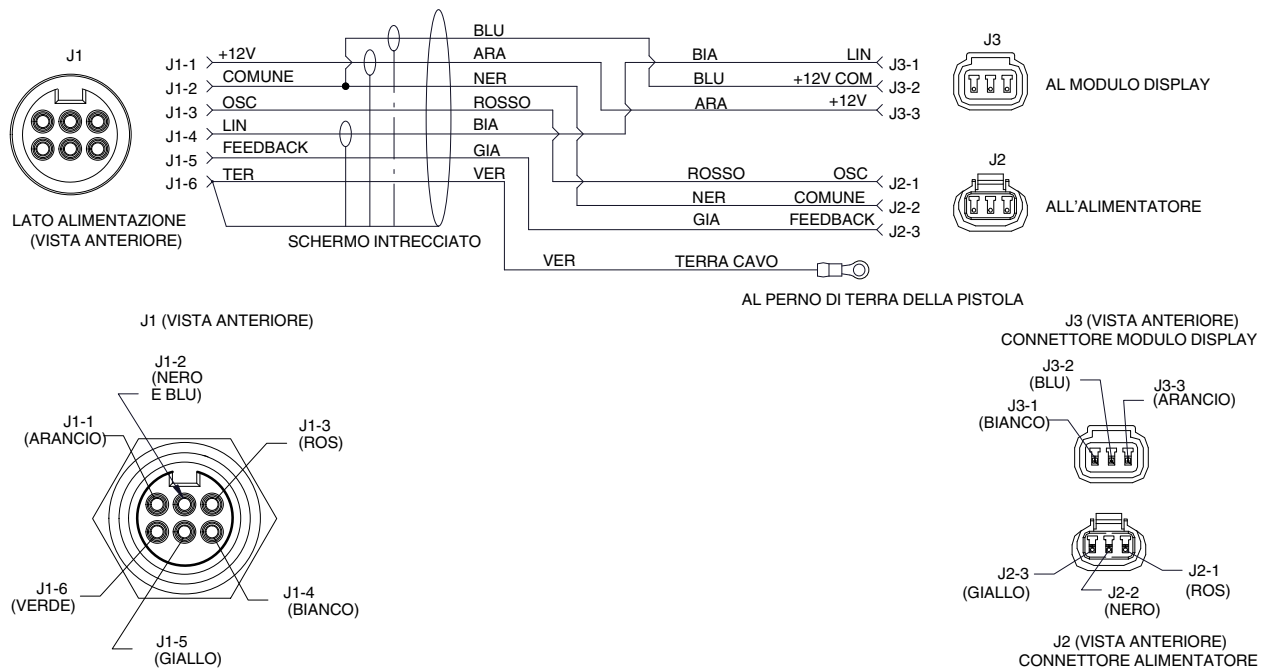 J1
J1-1
+12V
J1-2
COMUNE
J1-3
OSC
J1-4
LIN
J1-5
FEEDBACK
J1-6
TER
BLU
ARA
NER
ROSSO
BIA
GIA
VER
SCHERMO INTRECCIATO
LATO ALIMENTAZIONE
(VISTA ANTERIORE)
BIA LIN J3-1
BLU +12V COM J3-2
ARA +12V J3-3
J3
AL MODULO DISPLAY
ROSSO OSC J2-1
NER COMUNE J2-2
GIA FEEDBACK J2-3
J2
ALL'ALIMENTATORE
VER TERRA CAVO
AL PERNO DI TERRA DELLA PISTOLA
J1 (VISTA ANTERIORE)
J1-2
(NERO
E BLU)
J1-1
(ARANCIO)
J1-3
(ROS)
J1-6
(VERDE)
J1-4
(BIANCO)
J1-5
(GIALLO)
J3 (VISTA ANTERIORE)
CONNETTORE MODULO DISPLAY
J3-2
(BLU)
J3-3
(ARANCIO)
J3-1
(BIANCO)
J2-3
(GIALLO)
J2-2
(NERO)
J2-1
(ROS)
J2 (VISTA ANTERIORE)
CONNETTORE ALIMENTATORE